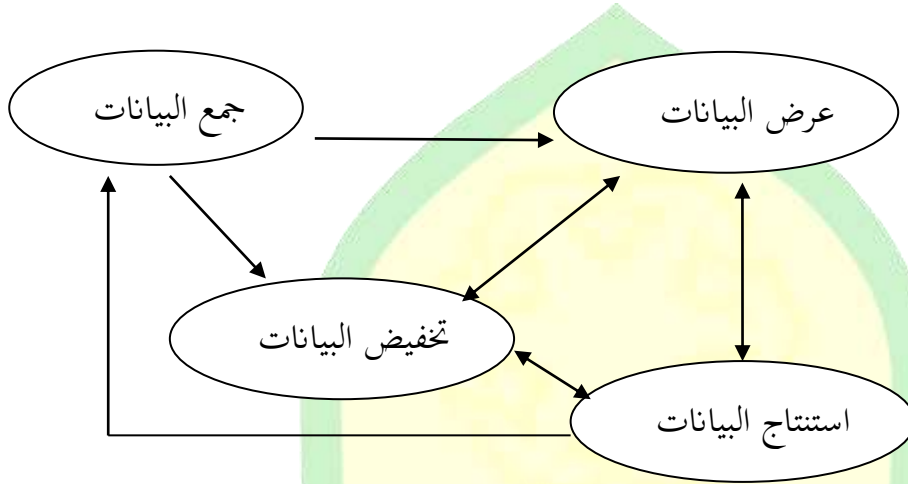 عرض البيانات
جمع البيانات
تخفيض البيانات
استنتاج البيانات